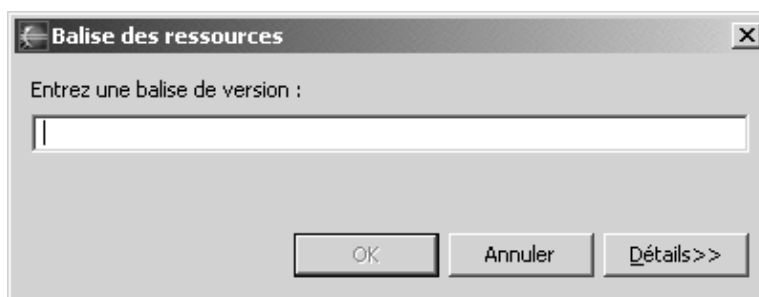 Balise des ressources
Entrez une balise de version :
OK
Annuler
Détails>>